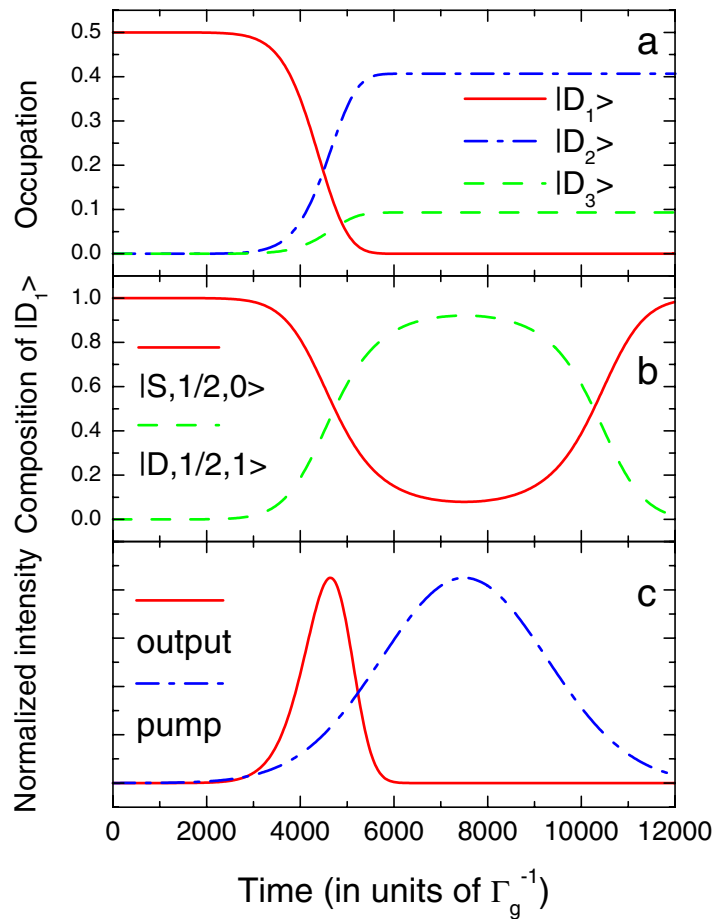 a
Occupation
0.5
0.4
0.3
0.2
0.1
0.0
|D1>
|D2>
|D3>
b
Composition of |D1>
1.0
0.8
0.6
0.4
0.2
0.0
|S,1/2,0>
|D,1/2,1>
c
Normalized intensity
output
pump
0 2000 4000 6000 8000 10000 12000
Time (in units of Γg-1)